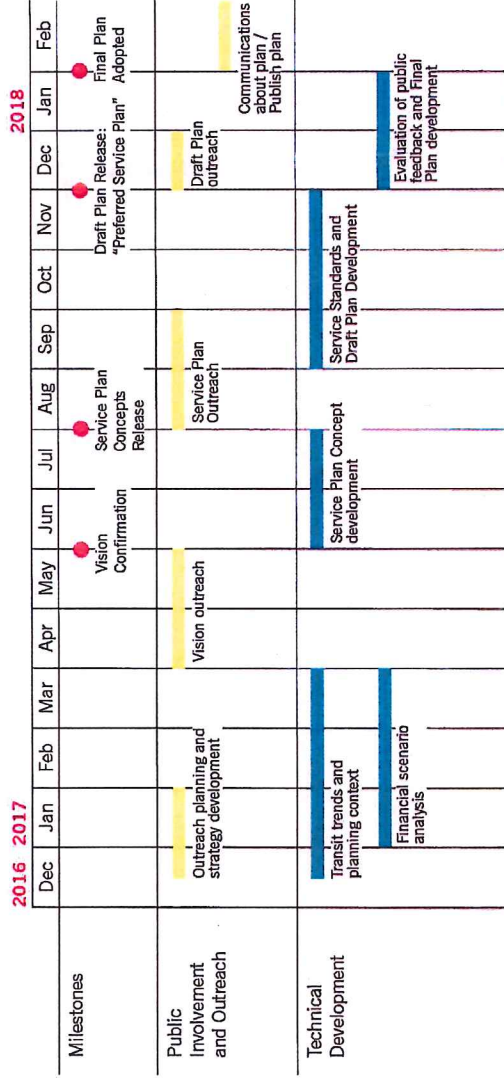 2016 2017 2018
Dec Jan Feb Mar Apr May Jun Jul Aug Sep Oct Nov Dec Jan Feb
Milestones
Vision
Confirmation
Service Plan
Concepts
Release
Draft Plan Release:
“Preferred Service Plan”
Final Plan
Adopted
Public
Involvement
and Outreach
Outreach planning and
strategy development
Vision outreach
Service Plan
Outreach
Draft Plan
outreach
Communications
about plan /
Publish plan
Technical
Development
Transit trends and
planning context
Financial scenario
analysis
Service Plan Concept
development
Service Standards and
Draft Plan Development
Evaluation of public
feedback and Final
Plan development